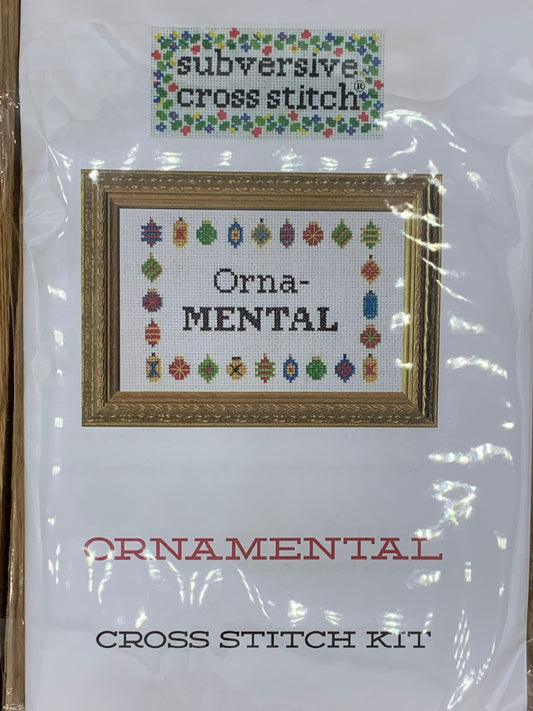 subversive
cross stitch®
Orna-
MENTAL
ORNAMENTAL
CROSS STITCH KIT